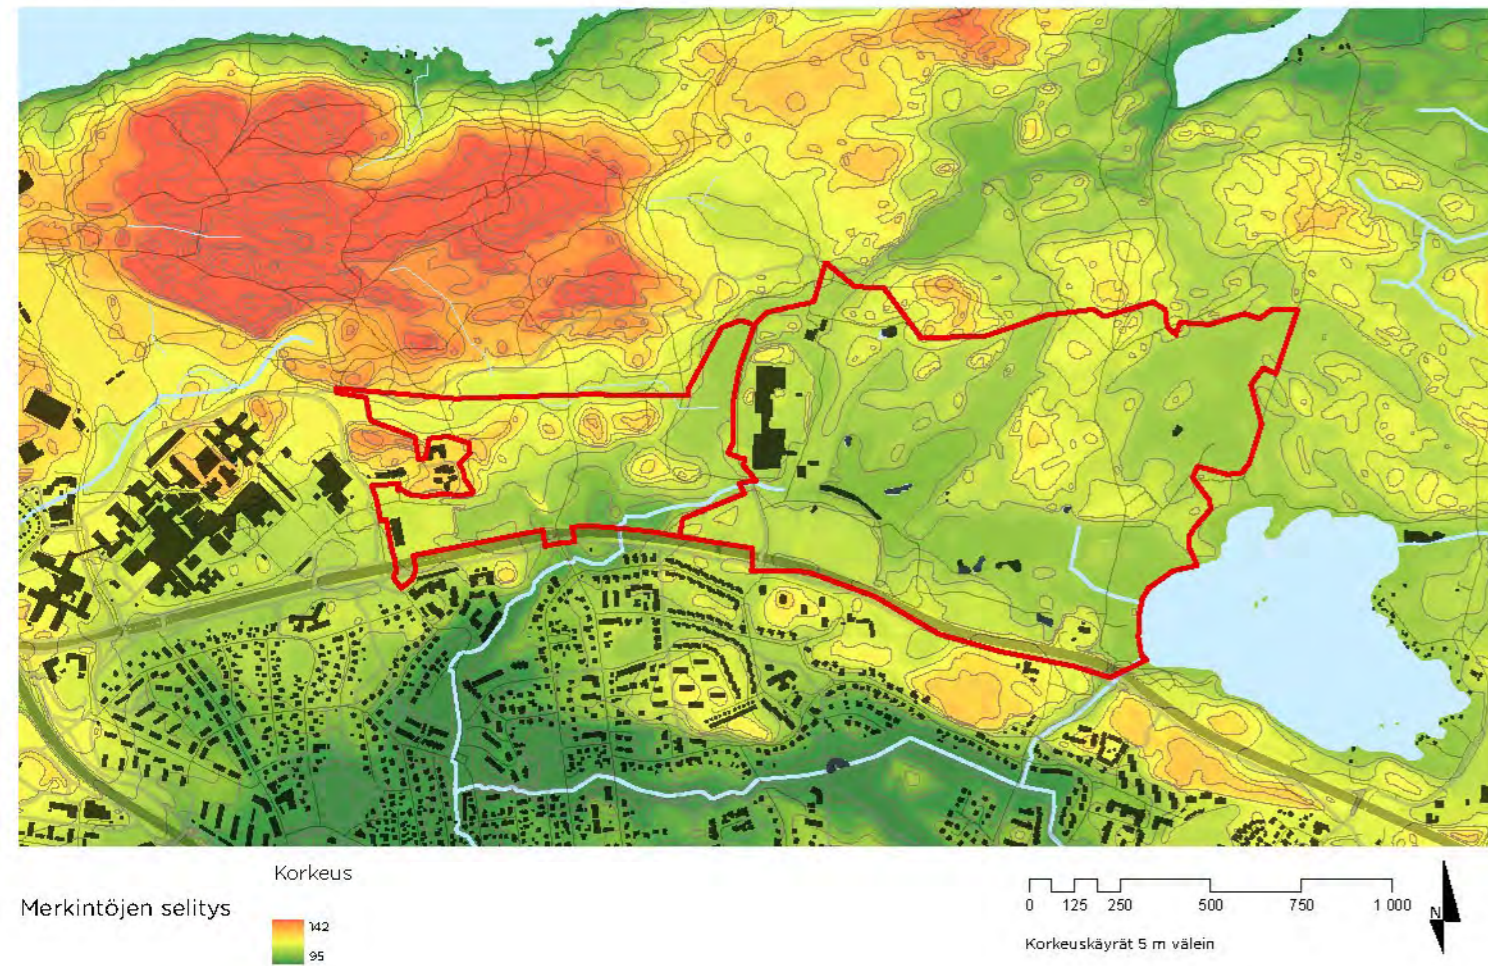 Korkeus
Merkintöjen selitys
142
95
0 125 250 500 750 1 000
N
Korkeuskäyrät 5 m välein